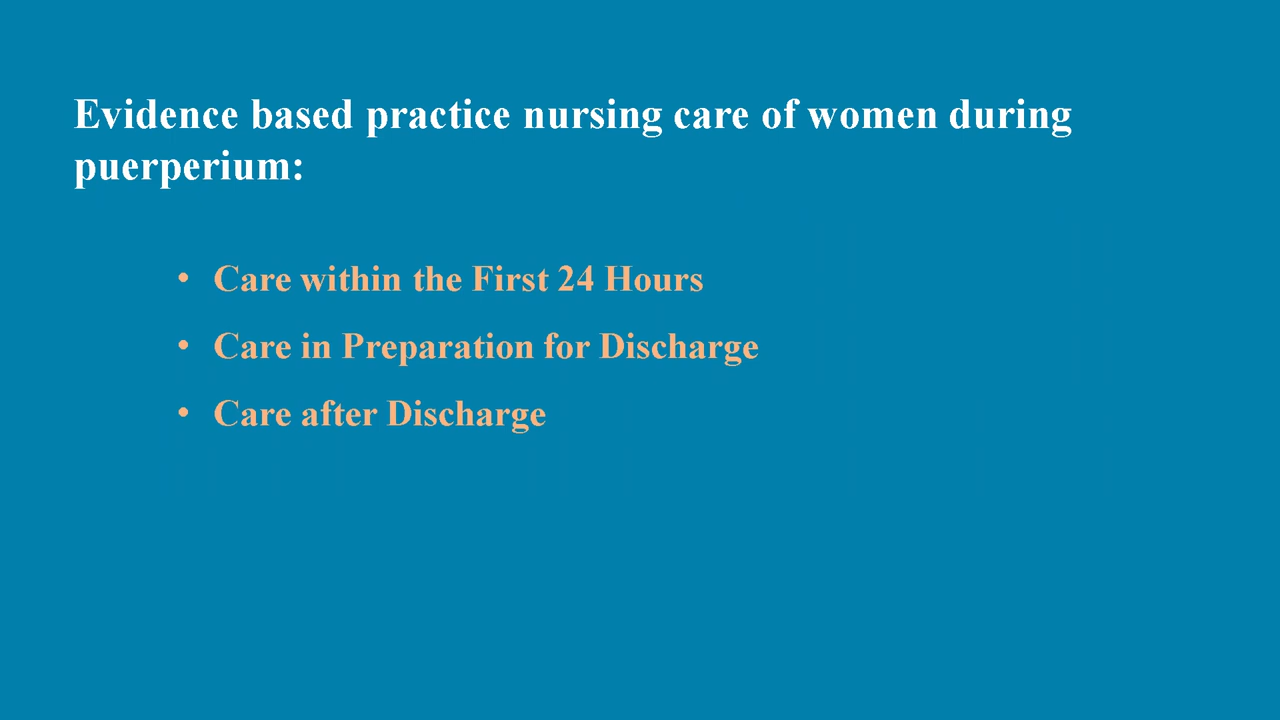 Evidence based practice nursing care of women during
puerperium:
• Care within the First 24 Hours
• Care in Preparation for Discharge
• Care after Discharge